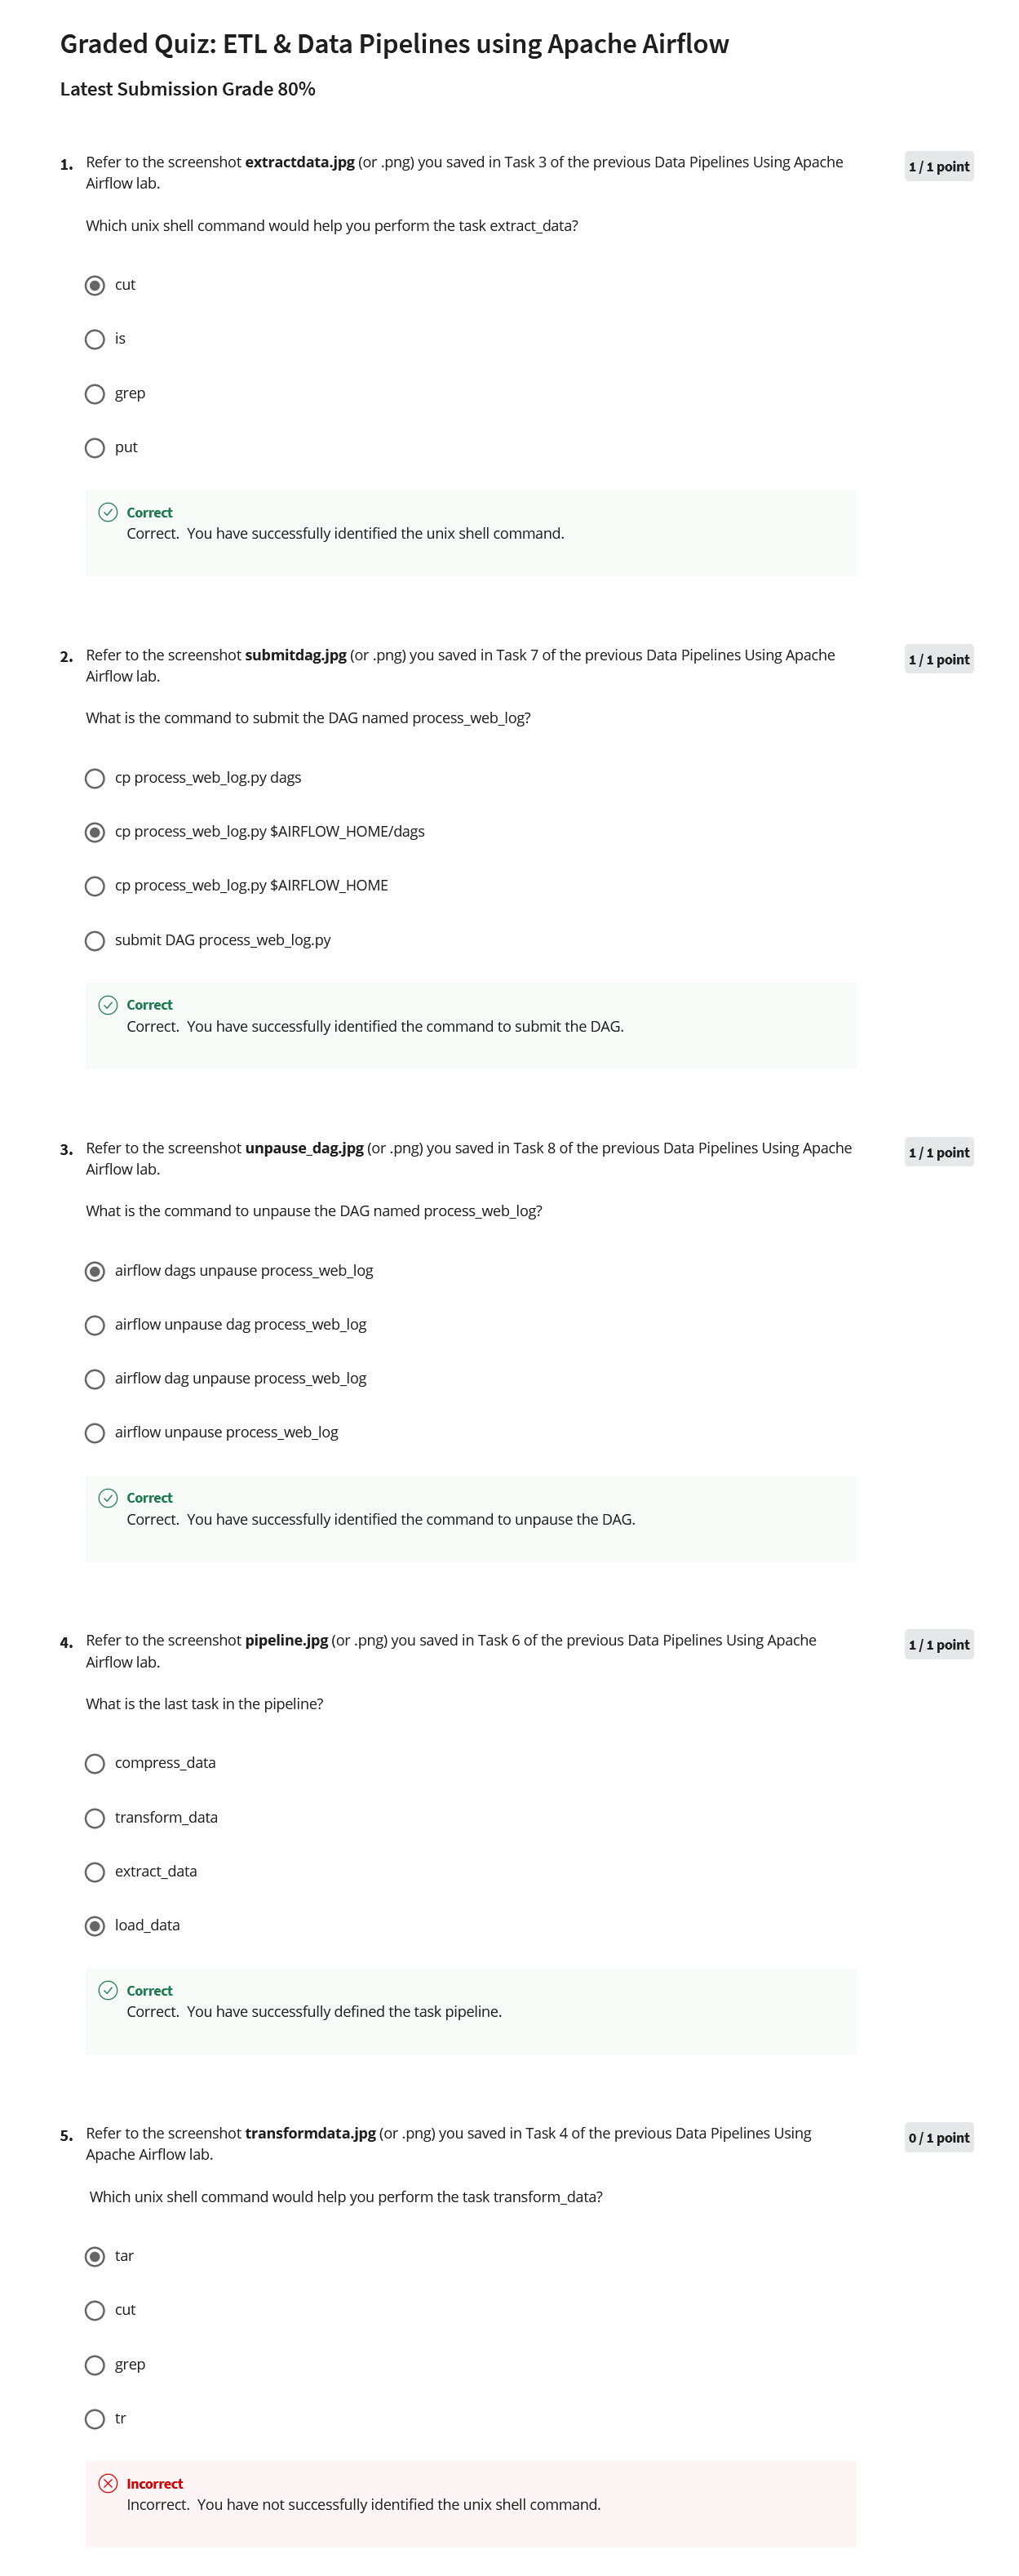 Graded Quiz: ETL & Data Pipelines using Apache Airflow
Latest Submission Grade 80%
1. Refer to the screenshot extractdata.jpg (or .png) you saved in Task 3 of the previous Data Pipelines Using Apache
Airflow lab.
1 / 1 point
Which unix shell command would help you perform the task extract_data?
cut
is
grep
put
Correct
Correct.  You have successfully identified the unix shell command.
2. Refer to the screenshot submitdag.jpg (or .png) you saved in Task 7 of the previous Data Pipelines Using Apache
Airflow lab.
1 / 1 point
What is the command to submit the DAG named process_web_log?
cp process_web_log.py dags
cp process_web_log.py $AIRFLOW_HOME/dags
cp process_web_log.py $AIRFLOW_HOME
submit DAG process_web_log.py
Correct
Correct.  You have successfully identified the command to submit the DAG.
3. Refer to the screenshot unpause_dag.jpg (or .png) you saved in Task 8 of the previous Data Pipelines Using Apache
Airflow lab.
1 / 1 point
What is the command to unpause the DAG named process_web_log?
airflow dags unpause process_web_log
airflow unpause dag process_web_log
airflow dag unpause process_web_log
airflow unpause process_web_log
Correct
Correct.  You have successfully identified the command to unpause the DAG.
4. Refer to the screenshot pipeline.jpg (or .png) you saved in Task 6 of the previous Data Pipelines Using Apache
Airflow lab.
1 / 1 point
What is the last task in the pipeline?
compress_data
transform_data
extract_data
load_data
Correct
Correct.  You have successfully defined the task pipeline.
5. Refer to the screenshot transformdata.jpg (or .png) you saved in Task 4 of the previous Data Pipelines Using
Apache Airflow lab.
0 / 1 point
Which unix shell command would help you perform the task transform_data?
tar
cut
grep
tr
Incorrect
Incorrect.  You have not successfully identified the unix shell command.